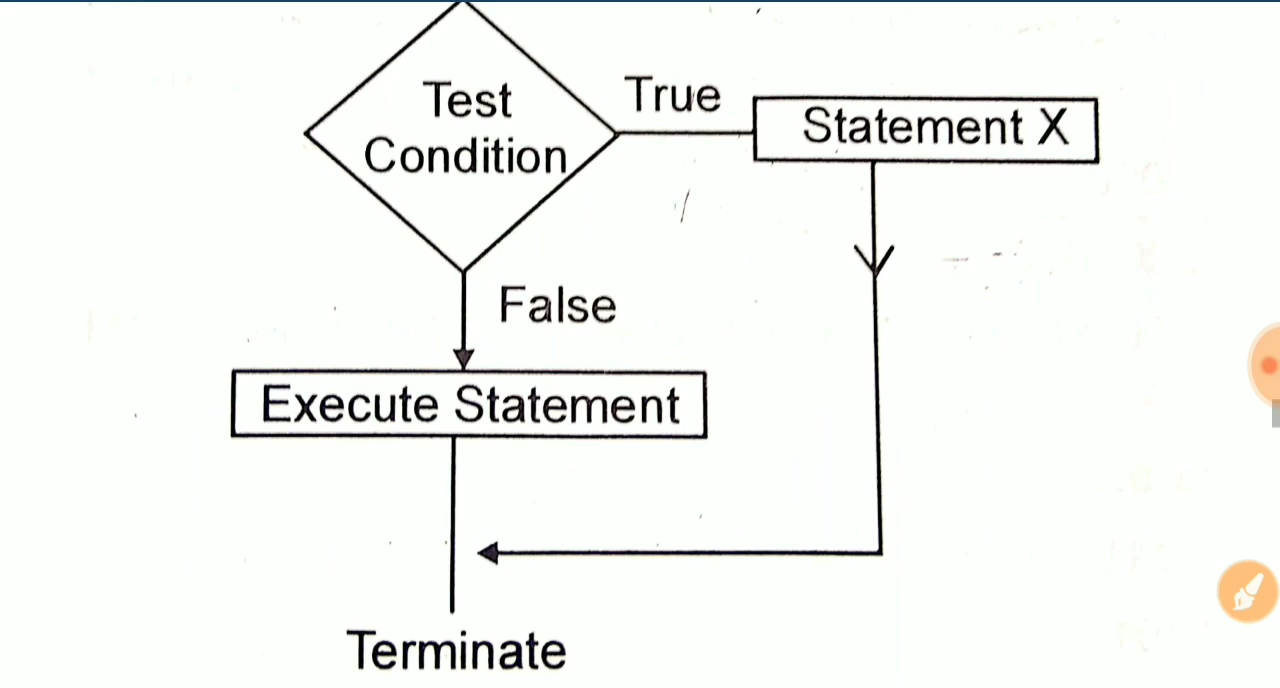 Test
Condition
True
Statement X
False
Execute Statement
Terminate